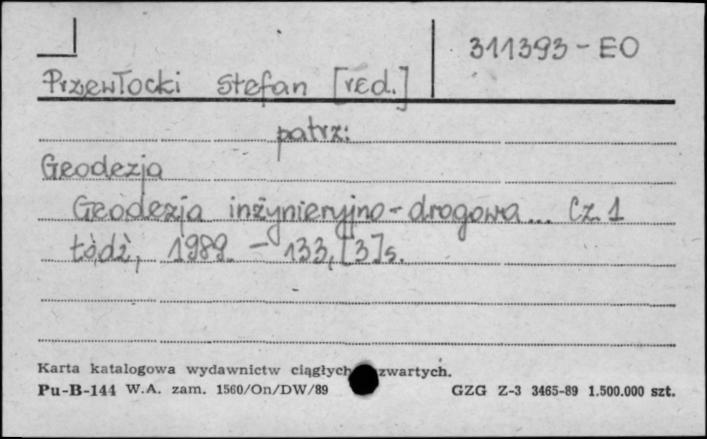 311393-EO
Przewłocki Stefan [red.]
patrz:
Geodezja
Geodezja inżynieryjno-drogowa... Cz. 1
Łódź, 1989. - 133, [3] s.
Karta katalogowa wydawnictw ciągłych zwartych.
Pu-B-144 W.A. zam. 1560/On/DW/89 GZG Z-3 3465-89 1.500.000 szt.